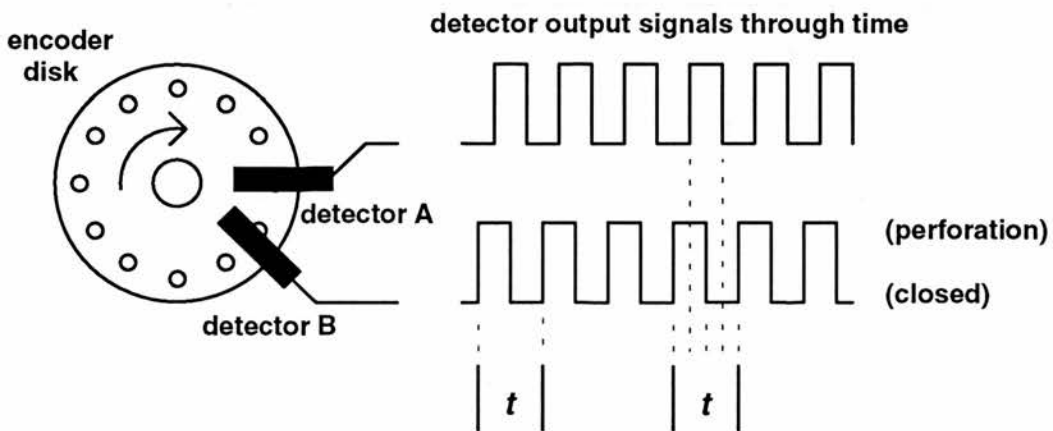 detector output signals through time
encoder
disk
detector A
detector B
(perforation)
(closed)
t
t